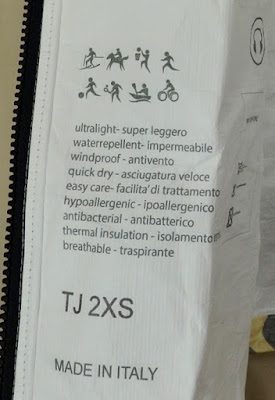 ultralight- super leggero
waterrepellent- impermeabile
windproof - antivento
quick dry - asciugatura veloce
easy care- facilita' di trattamento
hypoallergenic - ipoallergenico
antibacterial - antibatterico
thermal insulation - isolamento
breathable - traspirante
TJ 2XS
MADE IN ITALY